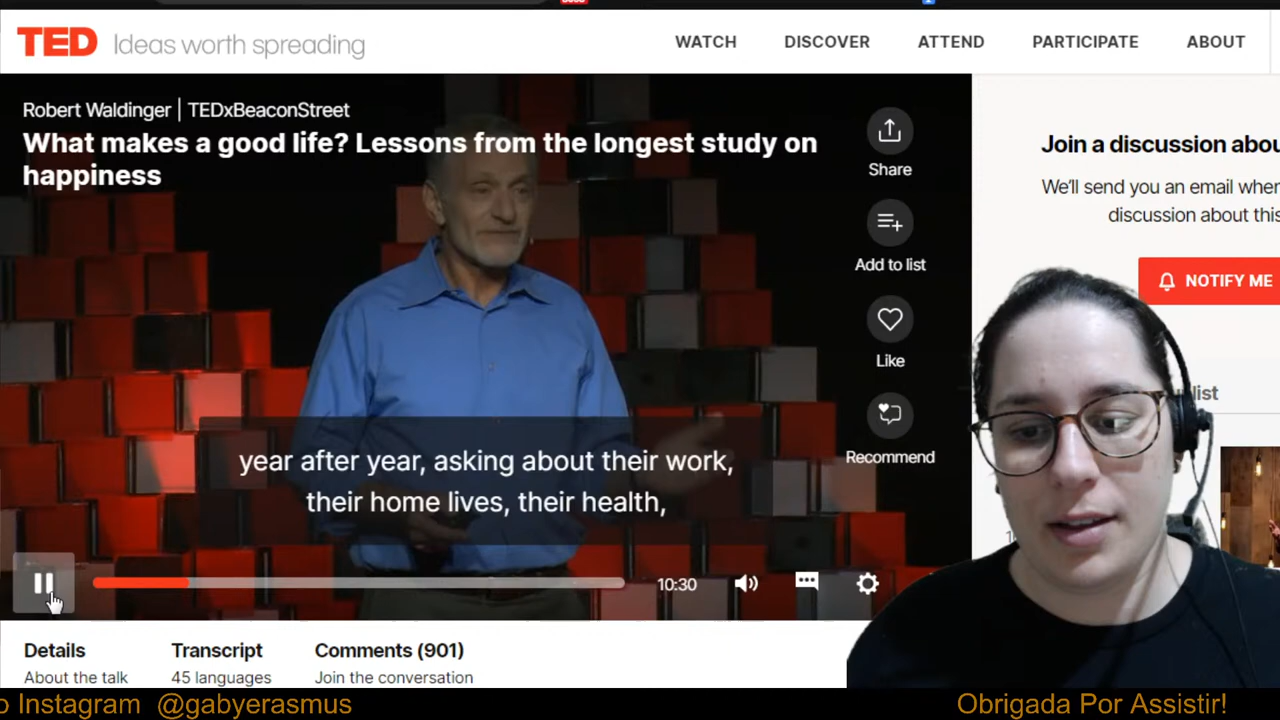 TED Ideas worth spreading
WATCH DISCOVER ATTEND PARTICIPATE ABOUT
Robert Waldinger | TEDxBeaconStreet
What makes a good life? Lessons from the longest study on
happiness
Share
Add to list
Like
Recommend
Join a discussion
We'll send you an email
discussion about this
NOTIFY ME
year after year, asking about their work,
their home lives, their health,
10:30
Details
About the talk
Transcript
45 languages
Comments (901)
Join the conversation
o Instagram @gabyerasmus
Obrigada Por Assistir!